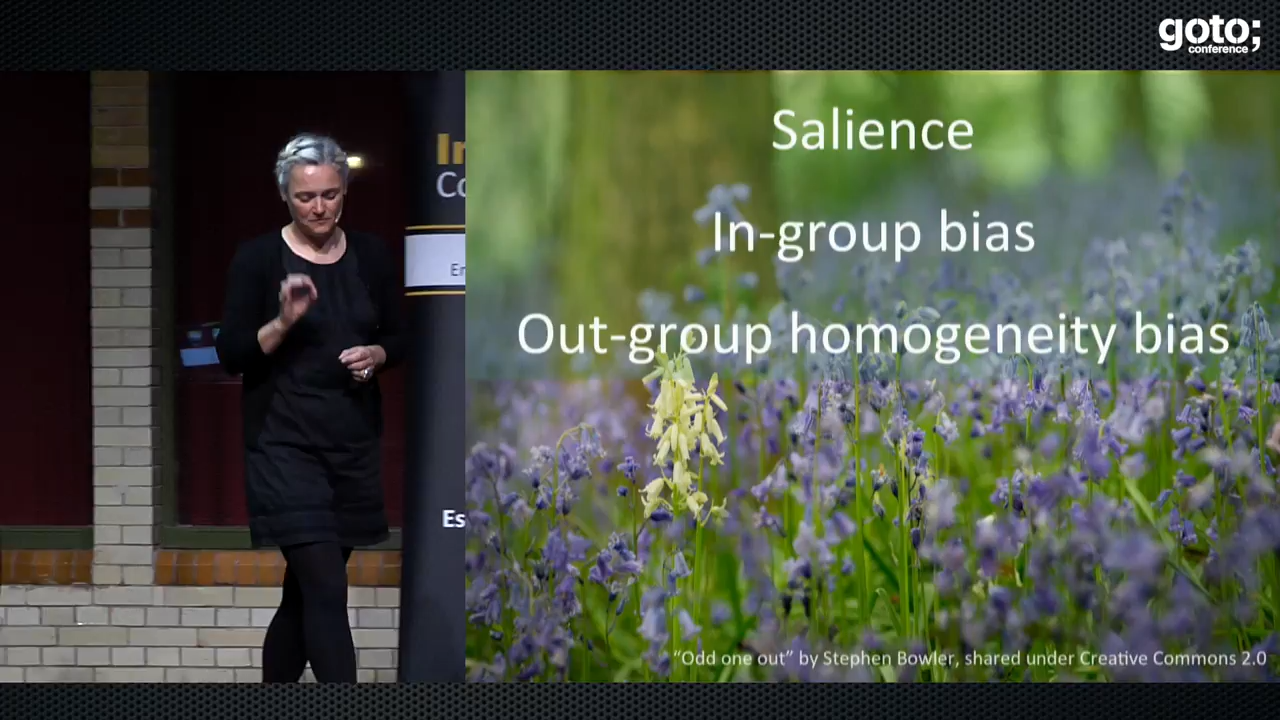 goto;
conference
Salience
In-group bias
Out-group homogeneity bias
“Odd one out” by Stephen Bowler, shared under Creative Commons 2.0